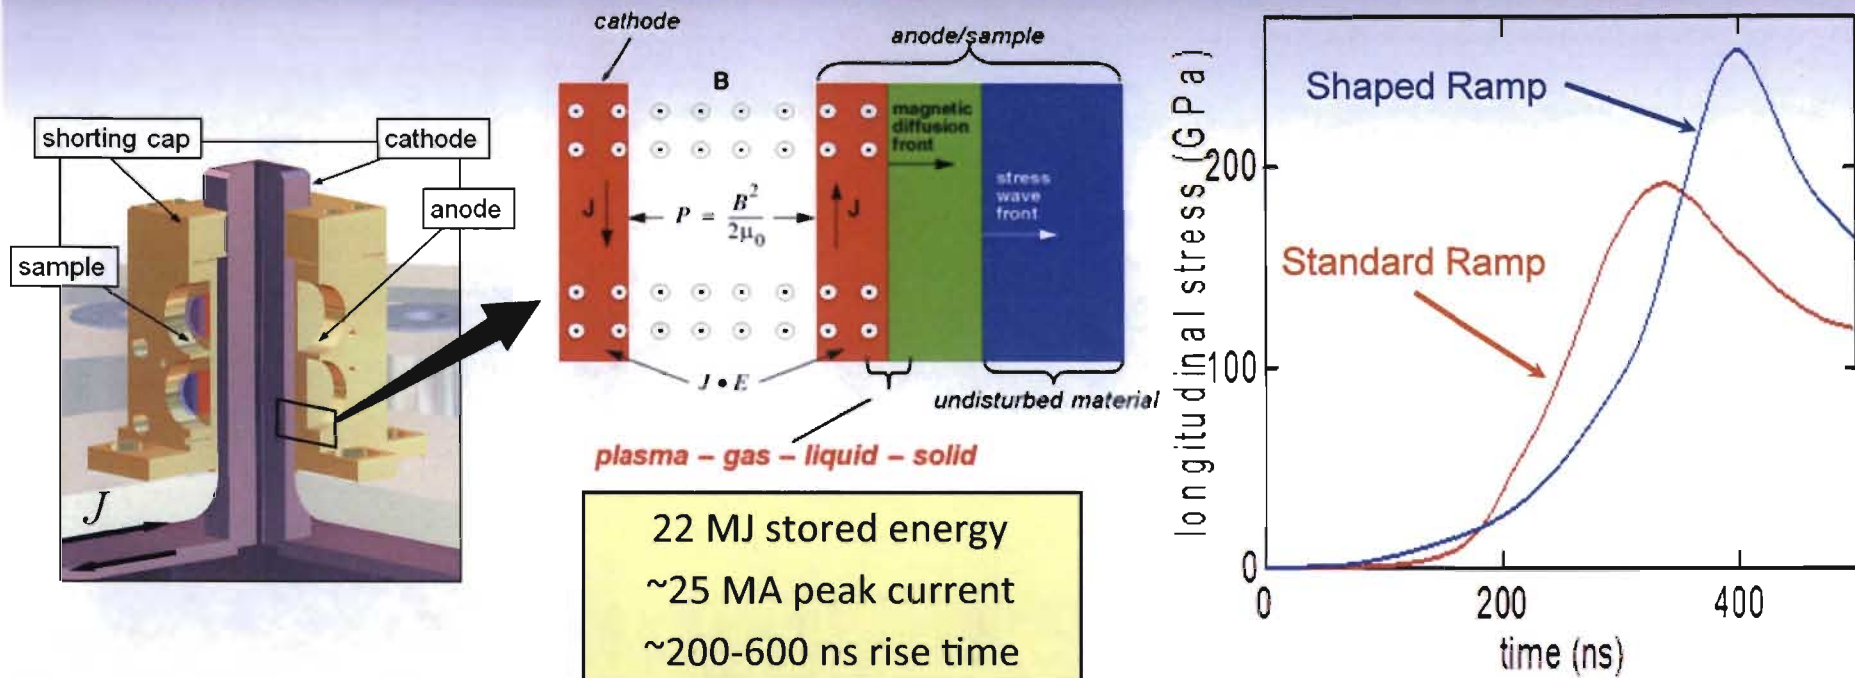 shorting cap
cathode
anode
sample
J
cathode
B
anode/sample
magnetic
diffusion
front
stress
wave
front
J
P = B²/2μ₀
J
J • E
undisturbed material
plasma – gas – liquid – solid
22 MJ stored energy
~25 MA peak current
~200-600 ns rise time
longitudinal stress (GPa)
200
100
0
Shaped Ramp
Standard Ramp
0
200
400
time (ns)